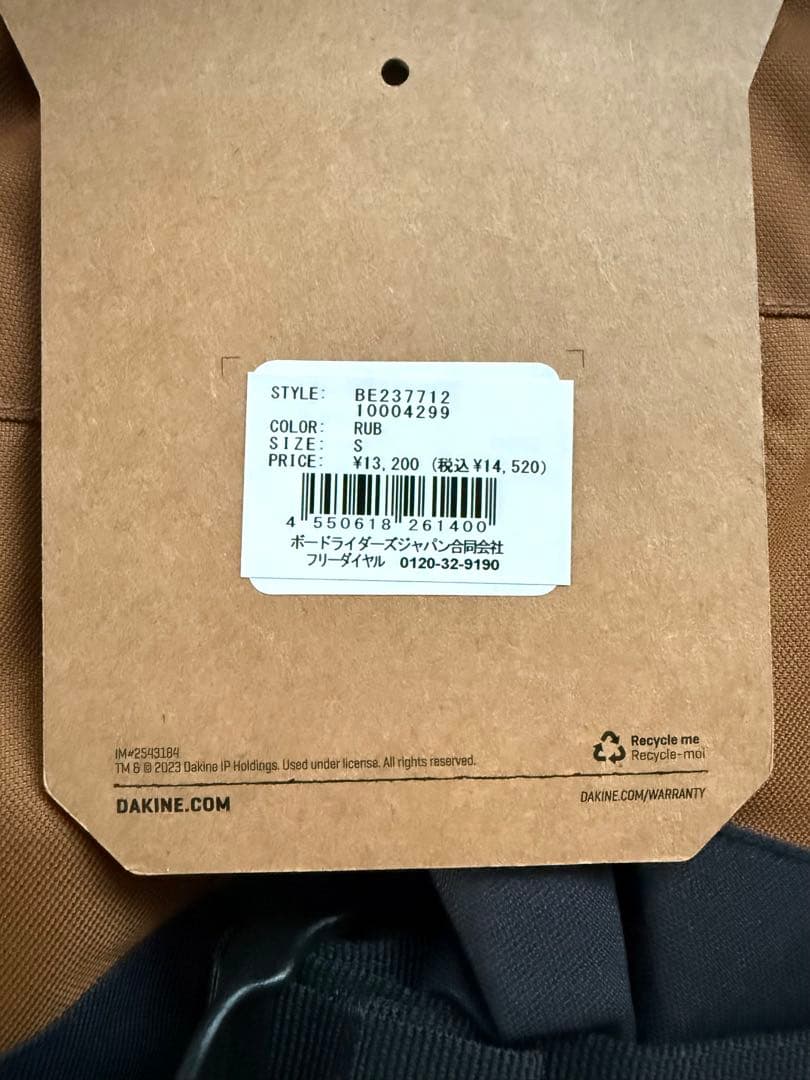 STYLE: BE237712
10004299
COLOR: RUB
SIZE: S
PRICE: ¥13,200 (税込¥14,520)
4 550618 261400
ボードライダーズジャパン合同会社
フリーダイヤル 0120-32-9190
IM#2543184
TM & © 2023 Dakine IP Holdings. Used under license. All rights reserved.
Recycle me
Recycle-moi
DAKINE.COM
DAKINE.COM/WARRANTY